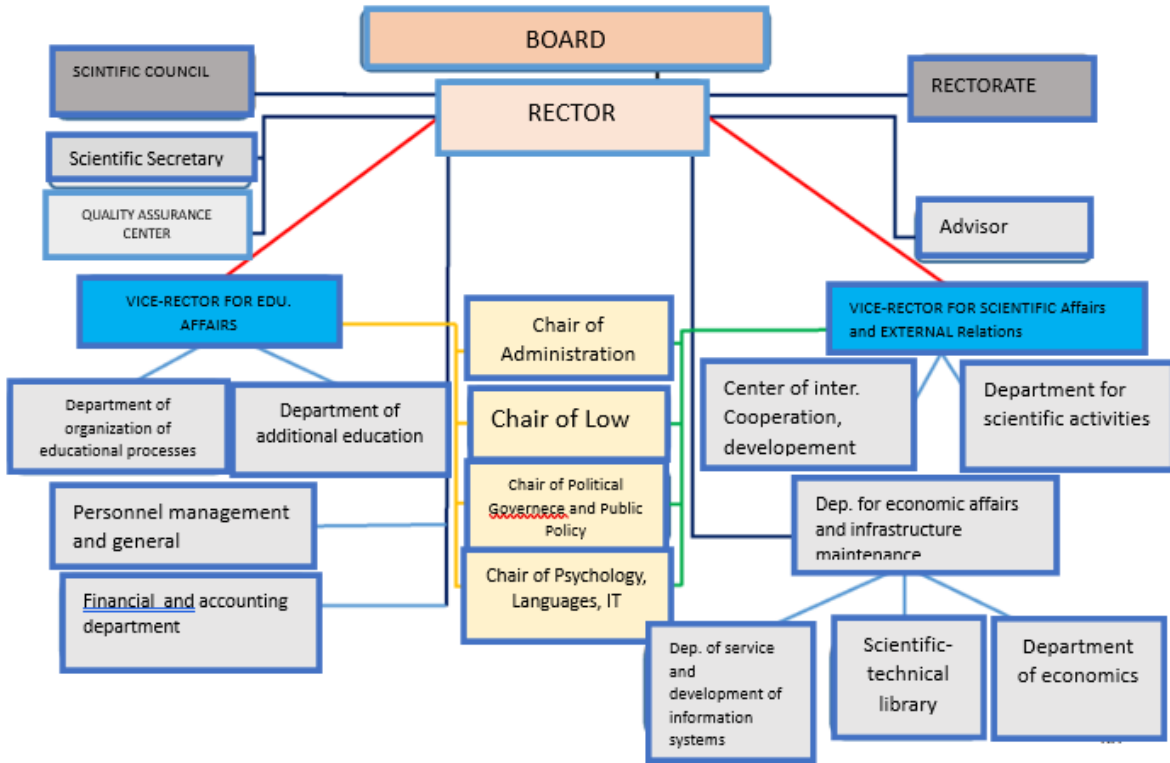 BOARD
SCINTIFIC COUNCIL
RECTOR
RECTORATE
Scientific Secretary
QUALITY ASSURANCE
CENTER
Advisor
VICE-RECTOR FOR EDU.
AFFAIRS
Chair of
Administration
VICE-RECTOR FOR SCIENTIFIC Affairs
and EXTERNAL Relations
Department of
organization of
educational processes
Department of
additional education
Chair of Low
Center of inter.
Cooperation,
developement
Department for
scientific activities
Personnel management
and general
Chair of Political
Governece and Public
Policy
Dep. for economic affairs
and infrastructure
maintenance
Financial and accounting
department
Chair of Psychology,
Languages, IT
Dep. of service
and
development of
information
systems
Scientific-
technical
library
Department
of economics